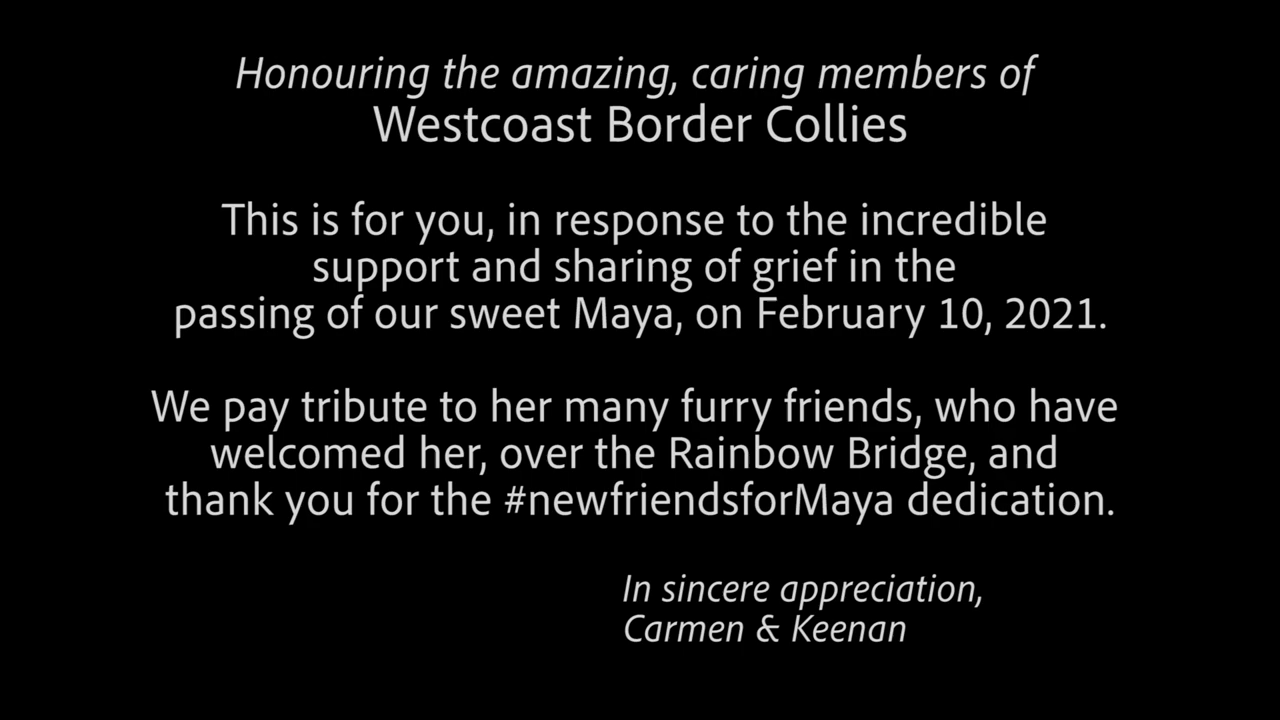 Honouring the amazing, caring members of
Westcoast Border Collies
This is for you, in response to the incredible
support and sharing of grief in the
passing of our sweet Maya, on February 10, 2021.
We pay tribute to her many furry friends, who have
welcomed her, over the Rainbow Bridge, and
thank you for the #newfriendsforMaya dedication.
In sincere appreciation,
Carmen & Keenan